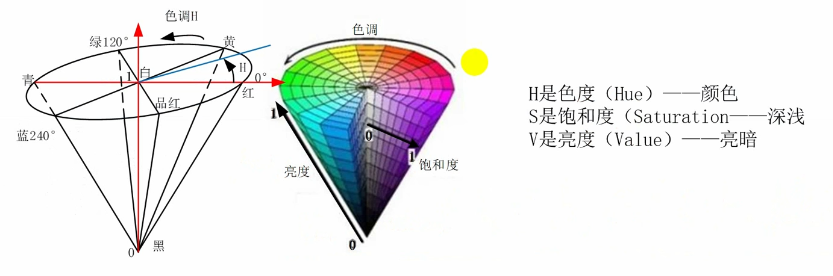 色调H
绿120°
黄
青
1
白
H
0°
红
品红
蓝240°
0
黑
色调
1
0
1
亮度
饱和度
0
H是色度（Hue）——颜色
S是饱和度（Saturation——深浅
V是亮度（Value）——亮暗